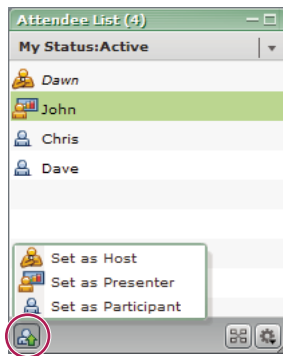 Attendee List (4)
My Status:Active
Dawn
John
Chris
Dave
Set as Host
Set as Presenter
Set as Participant